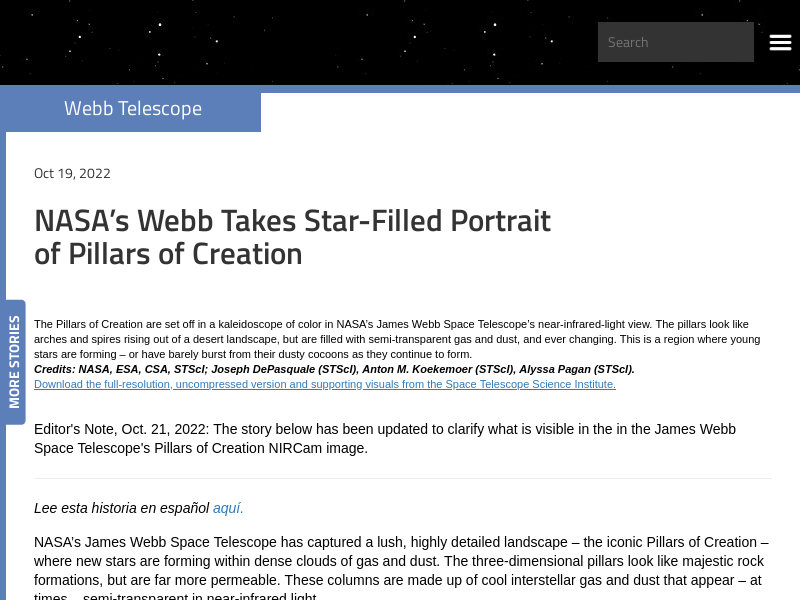 Search
Webb Telescope
Oct 19, 2022
NASA’s Webb Takes Star-Filled Portrait
of Pillars of Creation
MORE STORIES
The Pillars of Creation are set off in a kaleidoscope of color in NASA’s James Webb Space Telescope’s near-infrared-light view. The pillars look like
arches and spires rising out of a desert landscape, but are filled with semi-transparent gas and dust, and ever changing. This is a region where young
stars are forming – or have barely burst from their dusty cocoons as they continue to form.
Credits: NASA, ESA, CSA, STScI; Joseph DePasquale (STScI), Anton M. Koekemoer (STScI), Alyssa Pagan (STScI).
Download the full-resolution, uncompressed version and supporting visuals from the Space Telescope Science Institute.
Editor's Note, Oct. 21, 2022: The story below has been updated to clarify what is visible in the in the James Webb
Space Telescope's Pillars of Creation NIRCam image.
Lee esta historia en español aquí.
NASA’s James Webb Space Telescope has captured a lush, highly detailed landscape – the iconic Pillars of Creation –
where new stars are forming within dense clouds of gas and dust. The three-dimensional pillars look like majestic rock
formations, but are far more permeable. These columns are made up of cool interstellar gas and dust that appear – at
times – semi-transparent in near-infrared light.